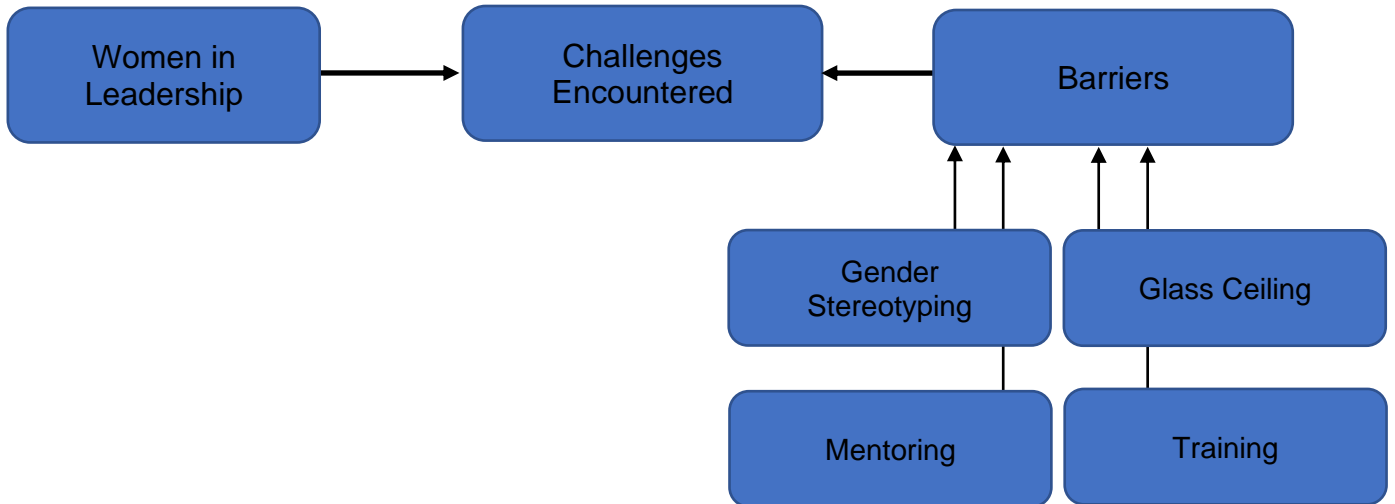 Women in
Leadership
Challenges
Encountered
Barriers
Gender
Stereotyping
Glass Ceiling
Mentoring
Training